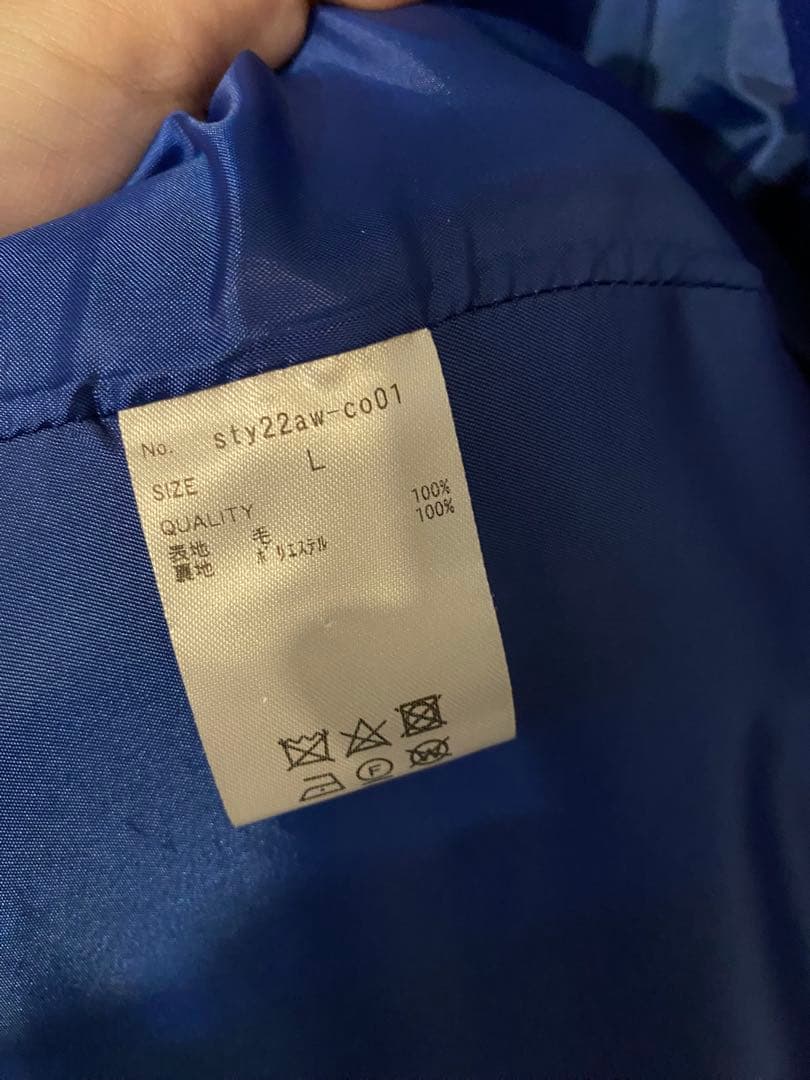 No. sty22aw-co01
SIZE L
QUALITY
表地 毛 100%
裏地 ポリエステル 100%
F
W